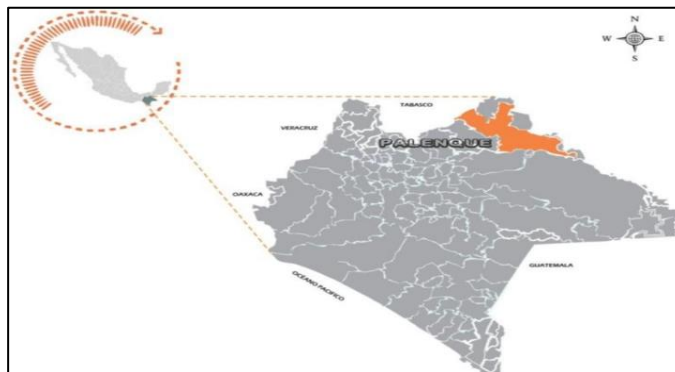 N
W E
S
TABASCO
VERACRUZ
PALENQUE
OAXACA
GUATEMALA
OCEANO PACIFICO